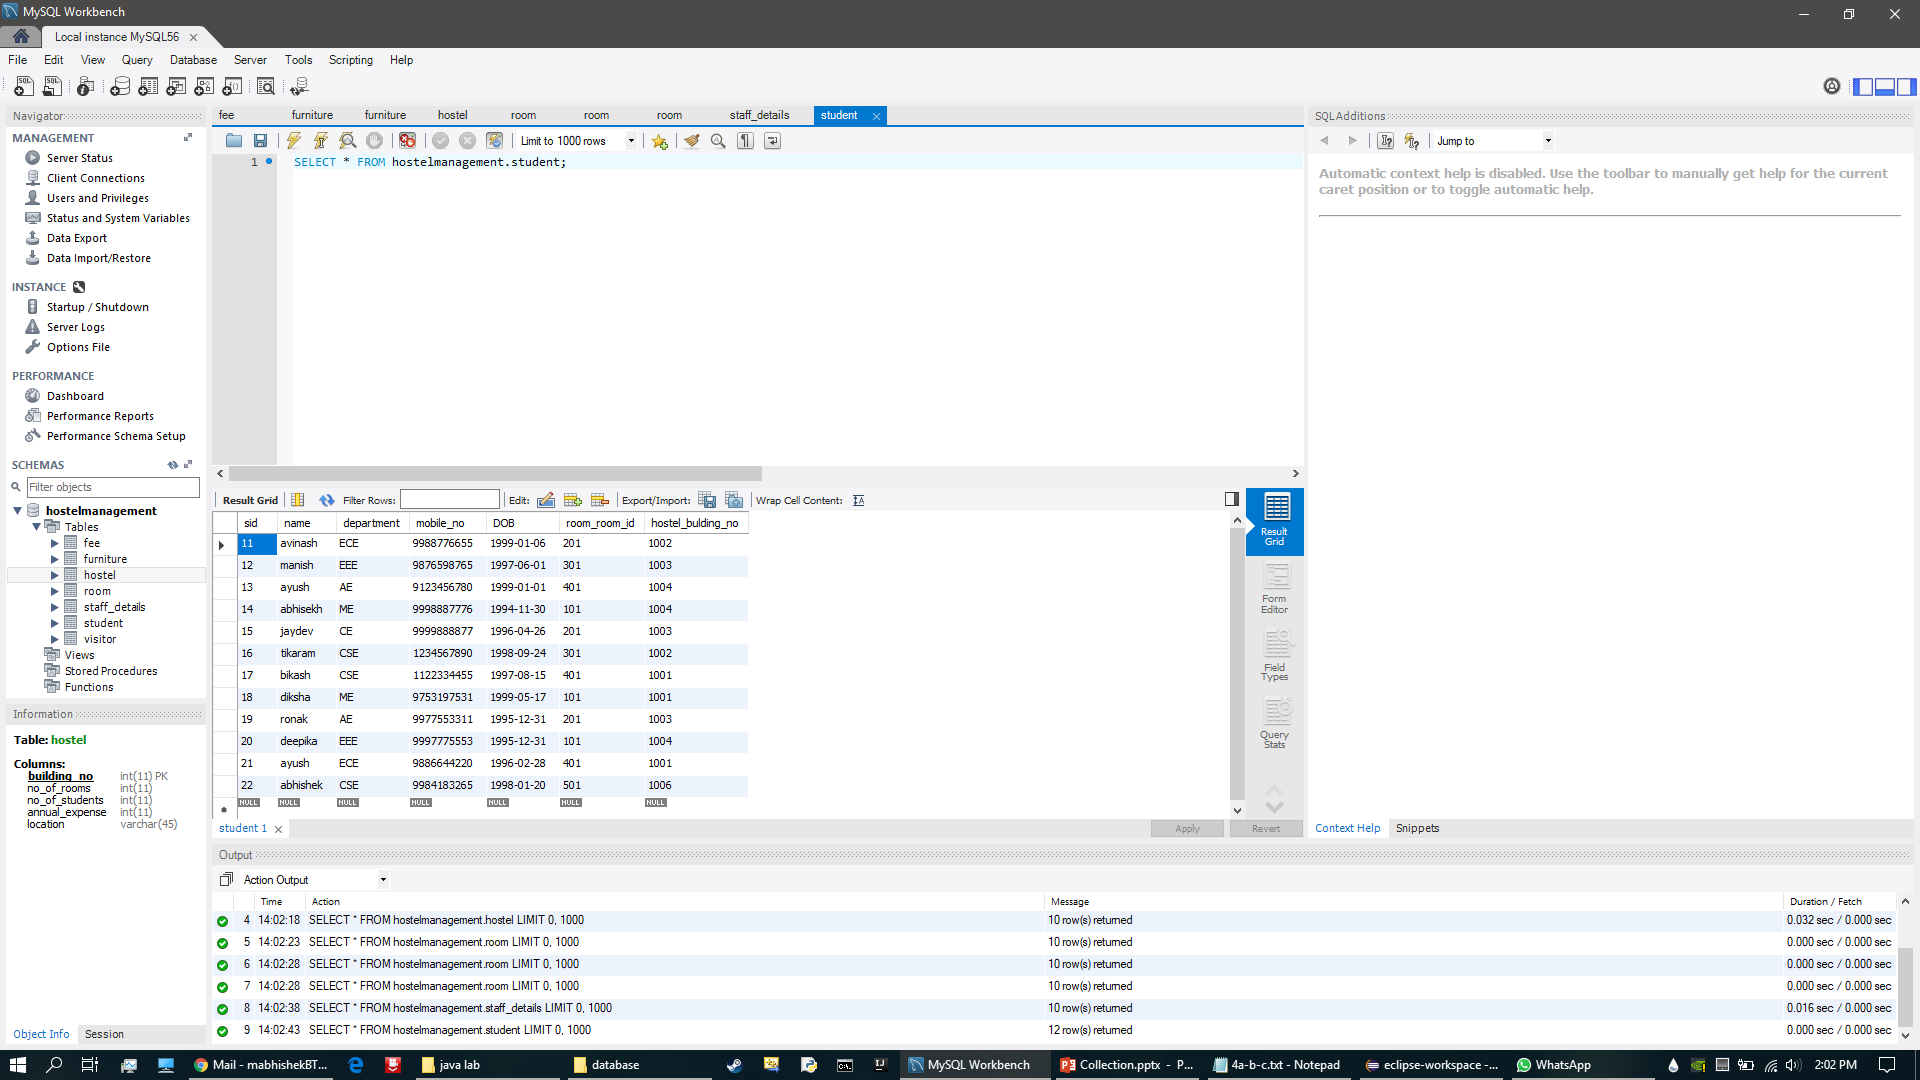 MySQL Workbench
Local instance MySQL56
File Edit View Query Database Server Tools Scripting Help
Navigator
MANAGEMENT
Server Status
Client Connections
Users and Privileges
Status and System Variables
Data Export
Data Import/Restore
INSTANCE
Startup / Shutdown
Server Logs
Options File
PERFORMANCE
Dashboard
Performance Reports
Performance Schema Setup
SCHEMAS
Filter objects
hostelmanagement
Tables
fee
furniture
hostel
room
staff_details
student
visitor
Views
Stored Procedures
Functions
Information
Table: hostel
Columns:
building_no int(11) PK
no_of_rooms int(11)
no_of_students int(11)
annual_expense int(11)
location varchar(45)
Object Info Session
fee furniture furniture hostel room room room staff_details student
Limit to 1000 rows
1 SELECT * FROM hostelmanagement.student;
Result Grid Filter Rows: Edit: Export/Import: Wrap Cell Content:
sid name department mobile_no DOB room_room_id hostel_bulding_no
11 avinash ECE 9988776655 1999-01-06 201 1002
12 manish EEE 9876598765 1997-06-01 301 1003
13 ayush AE 9123456780 1999-01-01 401 1004
14 abhisekh ME 9998887776 1994-11-30 101 1004
15 jaydev CE 9999888877 1996-04-26 201 1003
16 tikaram CSE 1234567890 1998-09-24 301 1002
17 bikash CSE 1122334455 1997-08-15 401 1001
18 diksha ME 9753197531 1999-05-17 101 1001
19 ronak AE 9977553311 1995-12-31 201 1003
20 deepika EEE 9997775553 1995-12-31 101 1004
21 ayush ECE 9886644220 1996-02-28 401 1001
22 abhishek CSE 9984183265 1998-01-20 501 1006
NULL NULL NULL NULL NULL NULL NULL
Result Grid
Form Editor
Field Types
Query Stats
student 1
Apply Revert
SQLAdditions
Jump to
Automatic context help is disabled. Use the toolbar to manually get help for the current
caret position or to toggle automatic help.
Context Help Snippets
Output
Action Output
Time Action Message Duration / Fetch
4 14:02:18 SELECT * FROM hostelmanagement.hostel LIMIT 0, 1000 10 row(s) returned 0.032 sec / 0.000 sec
5 14:02:23 SELECT * FROM hostelmanagement.room LIMIT 0, 1000 10 row(s) returned 0.000 sec / 0.000 sec
6 14:02:28 SELECT * FROM hostelmanagement.room LIMIT 0, 1000 10 row(s) returned 0.000 sec / 0.000 sec
7 14:02:28 SELECT * FROM hostelmanagement.room LIMIT 0, 1000 10 row(s) returned 0.000 sec / 0.000 sec
8 14:02:38 SELECT * FROM hostelmanagement.staff_details LIMIT 0, 1000 10 row(s) returned 0.016 sec / 0.000 sec
9 14:02:43 SELECT * FROM hostelmanagement.student LIMIT 0, 1000 12 row(s) returned 0.000 sec / 0.000 sec
Mail - mabhishekBT... java lab database MySQL Workbench Collection.pptx - P... 4a-b-c.txt - Notepad eclipse-workspace -... WhatsApp 2:02 PM